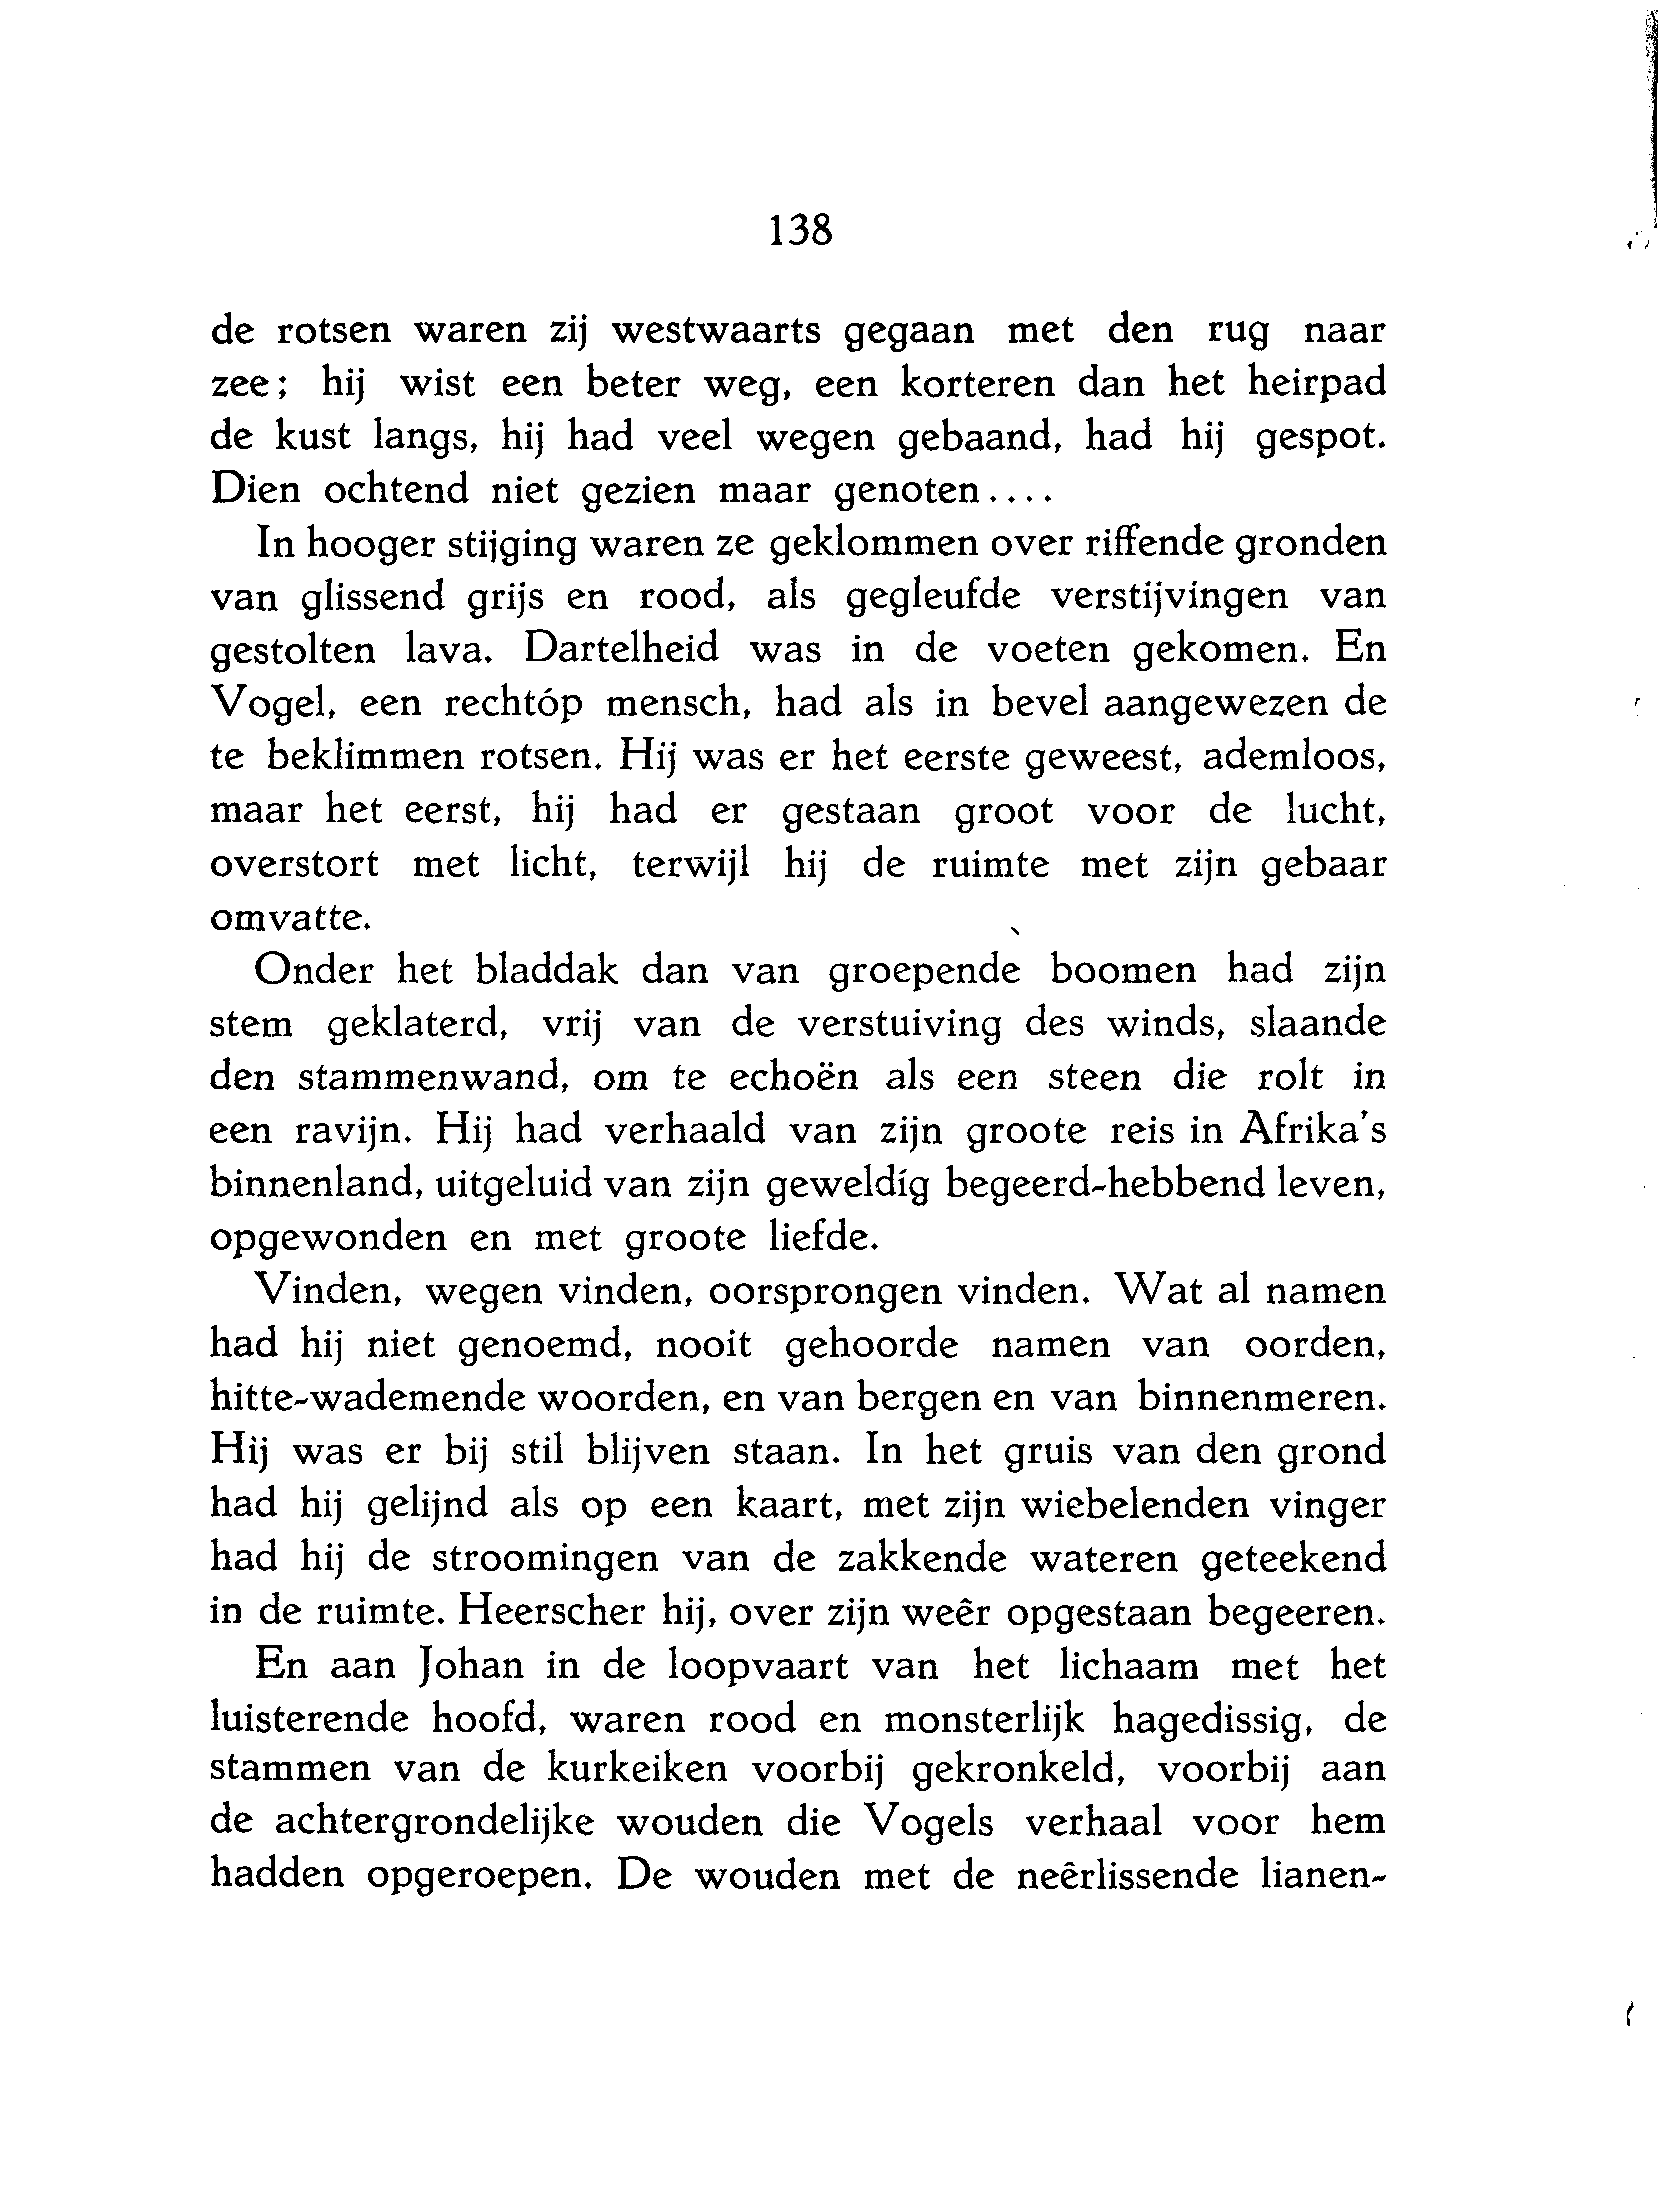 138
de rotsen waren zij westwaarts gegaan met den rug naar
zee; hij wist een beter weg, een korteren dan het heirpad
de kust langs, hij had veel wegen gebaand, had hij gespot.
Dien ochtend niet gezien maar genoten....
In hooger stijging waren ze geklommen over riffende gronden
van glissend grijs en rood, als gegleufde verstijvingen van
gestolten lava. Dartelheid was in de voeten gekomen. En
Vogel, een rechtóp mensch, had als in bevel aangewezen de
te beklimmen rotsen. Hij was er het eerste geweest, ademloos,
maar het eerst, hij had er gestaan groot voor de lucht,
overstort met licht, terwijl hij de ruimte met zijn gebaar
omvatte.
Onder het bladdak dan van groepende boomen had zijn
stem geklaterd, vrij van de verstuiving des winds, slaande
den stammenwand, om te echoën als een steen die rolt in
een ravijn. Hij had verhaald van zijn groote reis in Afrika's
binnenland, uitgeluid van zijn geweldig begeerd-hebbend leven,
opgewonden en met groote liefde.
Vinden, wegen vinden, oorsprongen vinden. Wat al namen
had hij niet genoemd, nooit gehoorde namen van oorden,
hitte-wademende woorden, en van bergen en van binnenmeren.
Hij was er bij stil blijven staan. In het gruis van den grond
had hij gelijnd als op een kaart, met zijn wiebelenden vinger
had hij de stroomingen van de zakkende wateren geteekend
in de ruimte. Heerscher hij, over zijn weêr opgestaan begeeren.
En aan Johan in de loopvaart van het lichaam met het
luisterende hoofd, waren rood en monsterlijk hagedissig, de
stammen van de kurkeiken voorbij gekronkeld, voorbij aan
de achtergrondelijke wouden die Vogels verhaal voor hem
hadden opgeroepen. De wouden met de neêrlissende lianen-